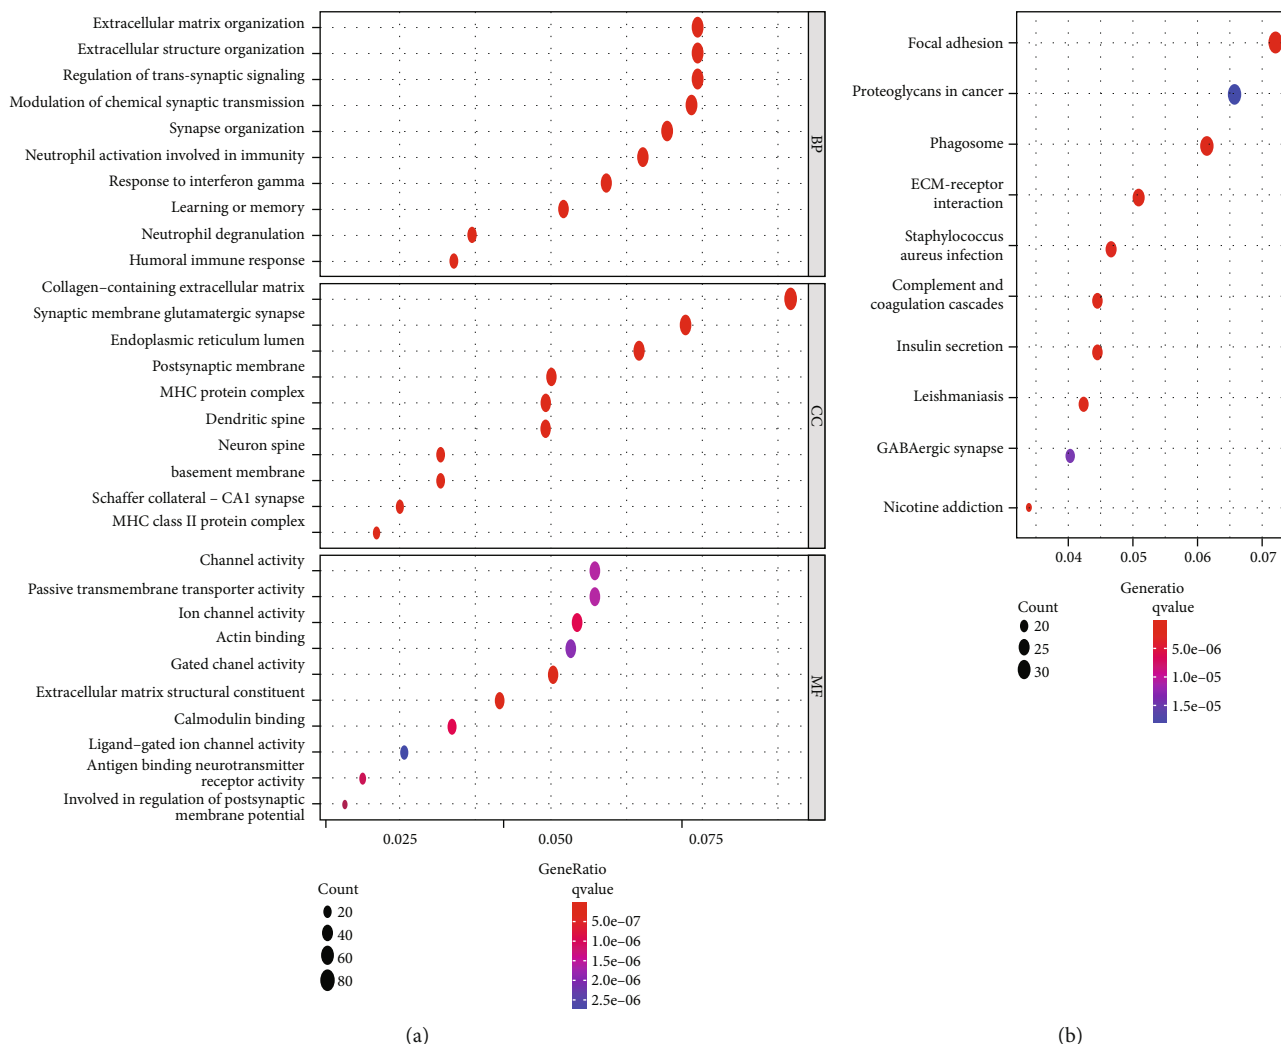 Extracellular matrix organization
Extracellular structure organization
Regulation of trans-synaptic signaling
Modulation of chemical synaptic transmission
Synapse organization
Neutrophil activation involved in immunity
Response to interferon gamma
Learning or memory
Neutrophil degranulation
Humoral immune response
BP
Collagen–containing extracellular matrix
Synaptic membrane glutamatergic synapse
Endoplasmic reticulum lumen
Postsynaptic membrane
MHC protein complex
Dendritic spine
Neuron spine
basement membrane
Schaffer collateral – CA1 synapse
MHC class II protein complex
CC
Channel activity
Passive transmembrane transporter activity
Ion channel activity
Actin binding
Gated chanel activity
Extracellular matrix structural constituent
Calmodulin binding
Ligand–gated ion channel activity
Antigen binding neurotransmitter
receptor activity
Involved in regulation of postsynaptic
membrane potential
MF
0.025 0.050 0.075
GeneRatio
Count
20
40
60
80
qvalue
5.0e–07
1.0e–06
1.5e–06
2.0e–06
2.5e–06
(a)
Focal adhesion
Proteoglycans in cancer
Phagosome
ECM-receptor
interaction
Staphylococcus
aureus infection
Complement and
coagulation cascades
Insulin secretion
Leishmaniasis
GABAergic synapse
Nicotine addiction
0.04 0.05 0.06 0.07
Generatio
Count
20
25
30
qvalue
5.0e–06
1.0e–05
1.5e–05
(b)